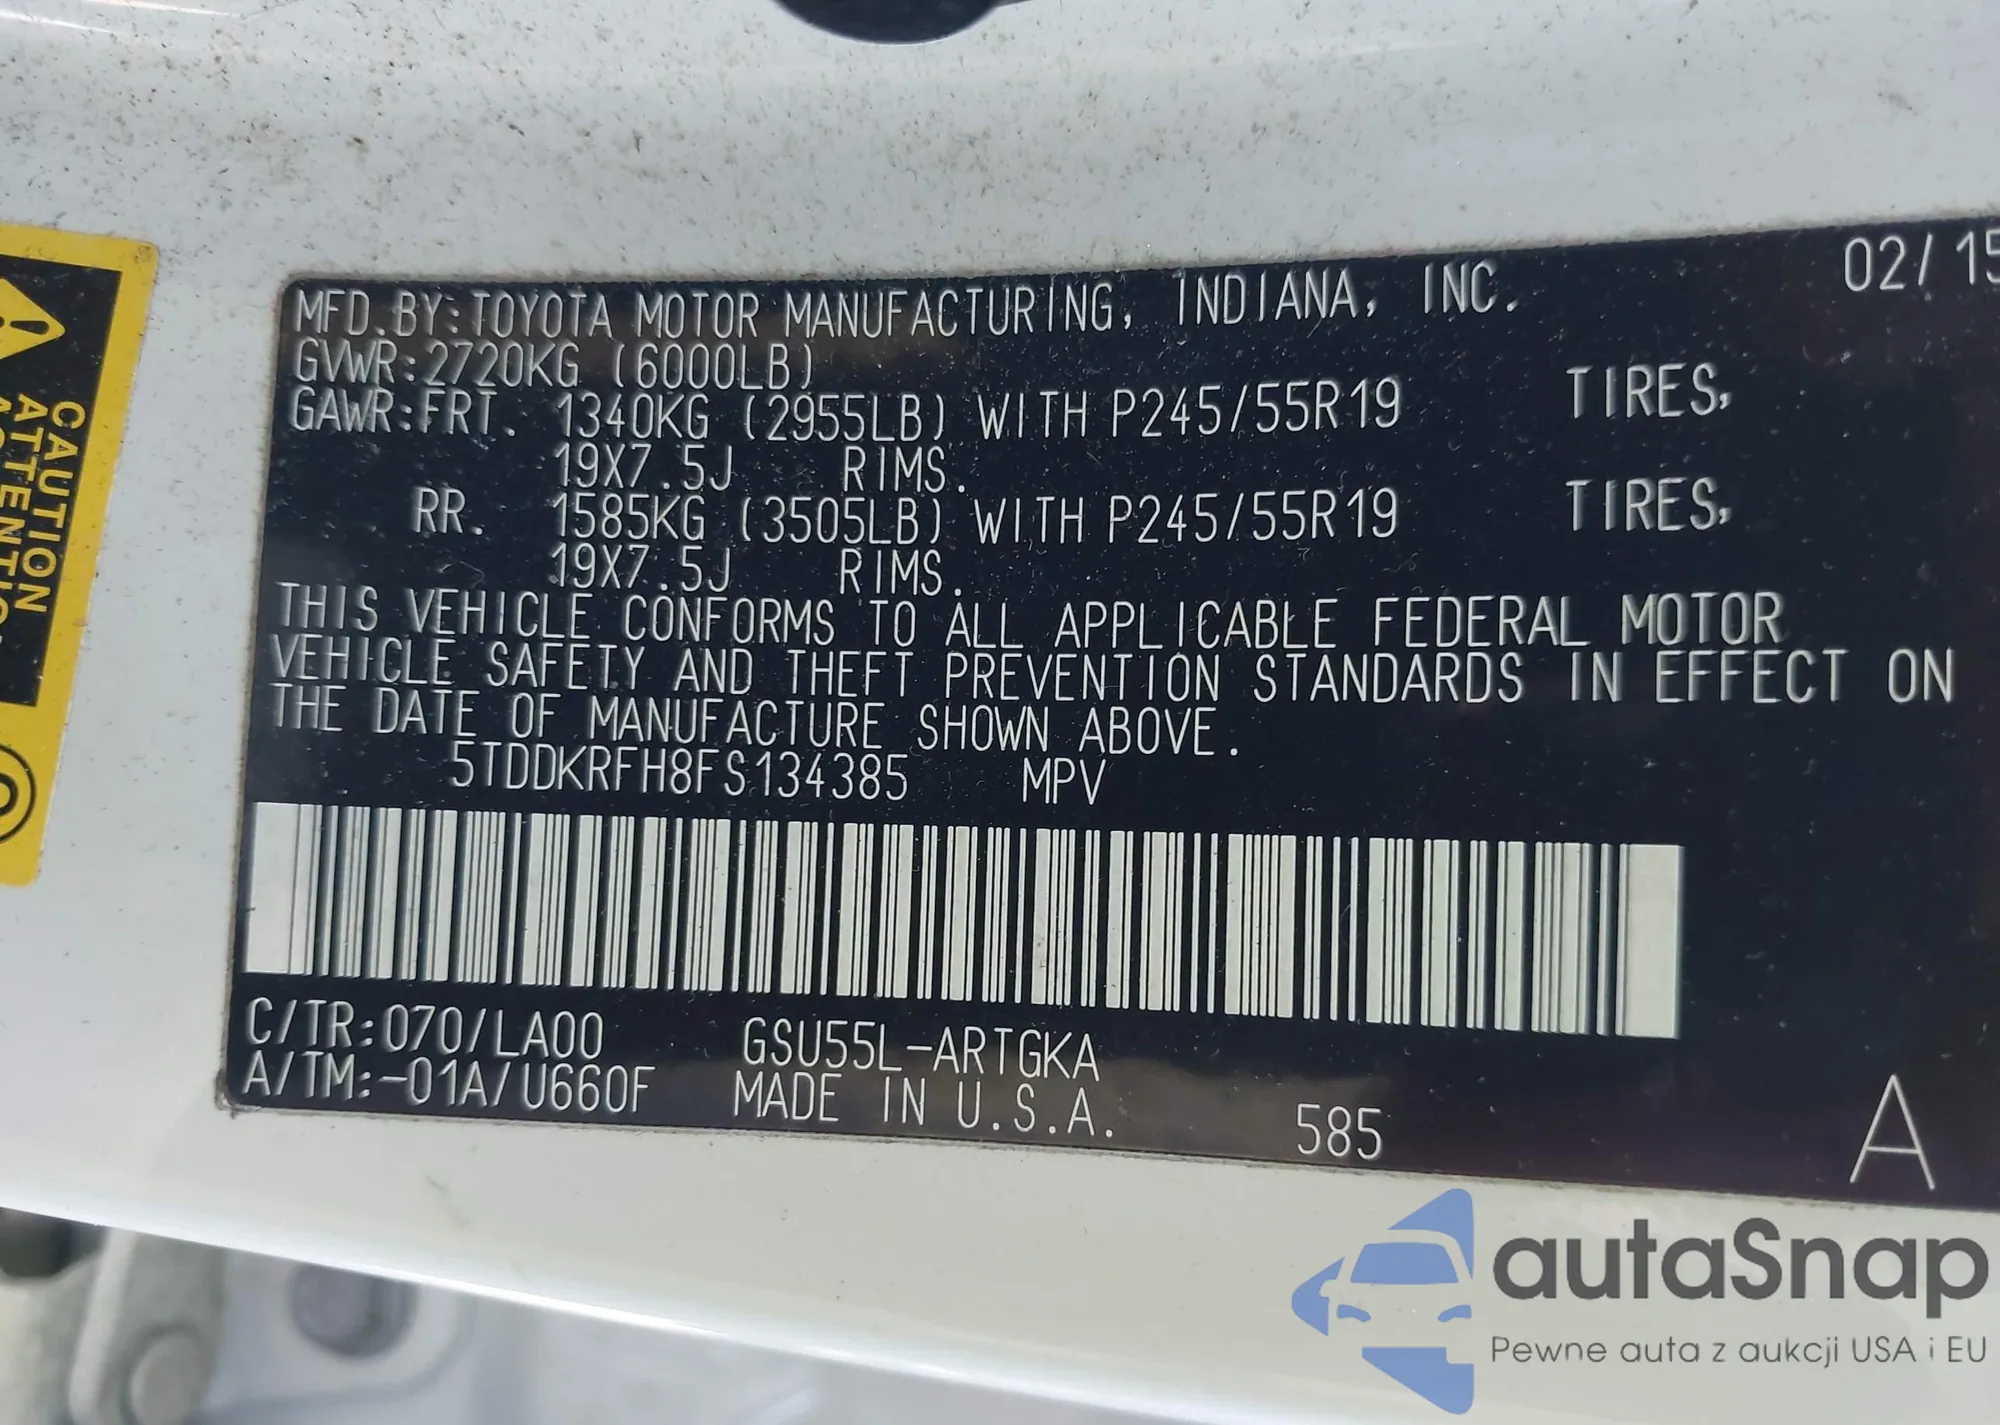 02/15
MFD.BY:TOYOTA MOTOR MANUFACTURING, INDIANA, INC.
GVWR:2720KG (6000LB)
GAWR:FRT. 1340KG (2955LB) WITH P245/55R19 TIRES,
19X7.5J RIMS.
RR. 1585KG (3505LB) WITH P245/55R19 TIRES,
19X7.5J RIMS.
THIS VEHICLE CONFORMS TO ALL APPLICABLE FEDERAL MOTOR
VEHICLE SAFETY AND THEFT PREVENTION STANDARDS IN EFFECT ON
THE DATE OF MANUFACTURE SHOWN ABOVE.
5TDDKRFH8FS134385 MPV
C/TR:070/LA00 GSU55L-ARTGKA
A/TM:-01A/U660F MADE IN U.S.A.
585
A
CAUTION
autaSnap
Pewne auta z aukcji USA i EU